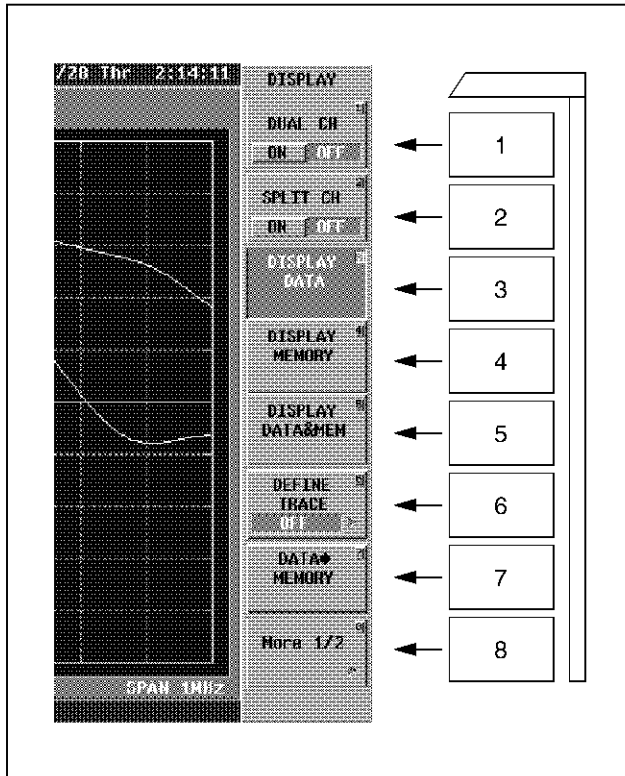 /28 Thr 2:14:11
DISPLAY
DUAL CH
ON OFF
SPLIT CH
ON OFF
DISPLAY
DATA
DISPLAY
MEMORY
DISPLAY
DATA&MEM
DEFINE
TRACE
OFF
DATA➔
MEMORY
More 1/2
SPAN 1MHz
1
2
3
4
5
6
7
8